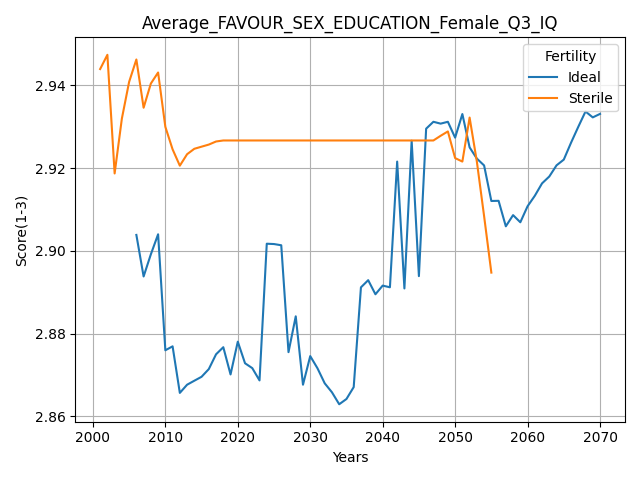 Average_FAVOUR_SEX_EDUCATION_Female_Q3_IQ
Fertility
Ideal
Sterile
Score(1-3)
2.94
2.92
2.90
2.88
2.86
2000 2010 2020 2030 2040 2050 2060 2070
Years